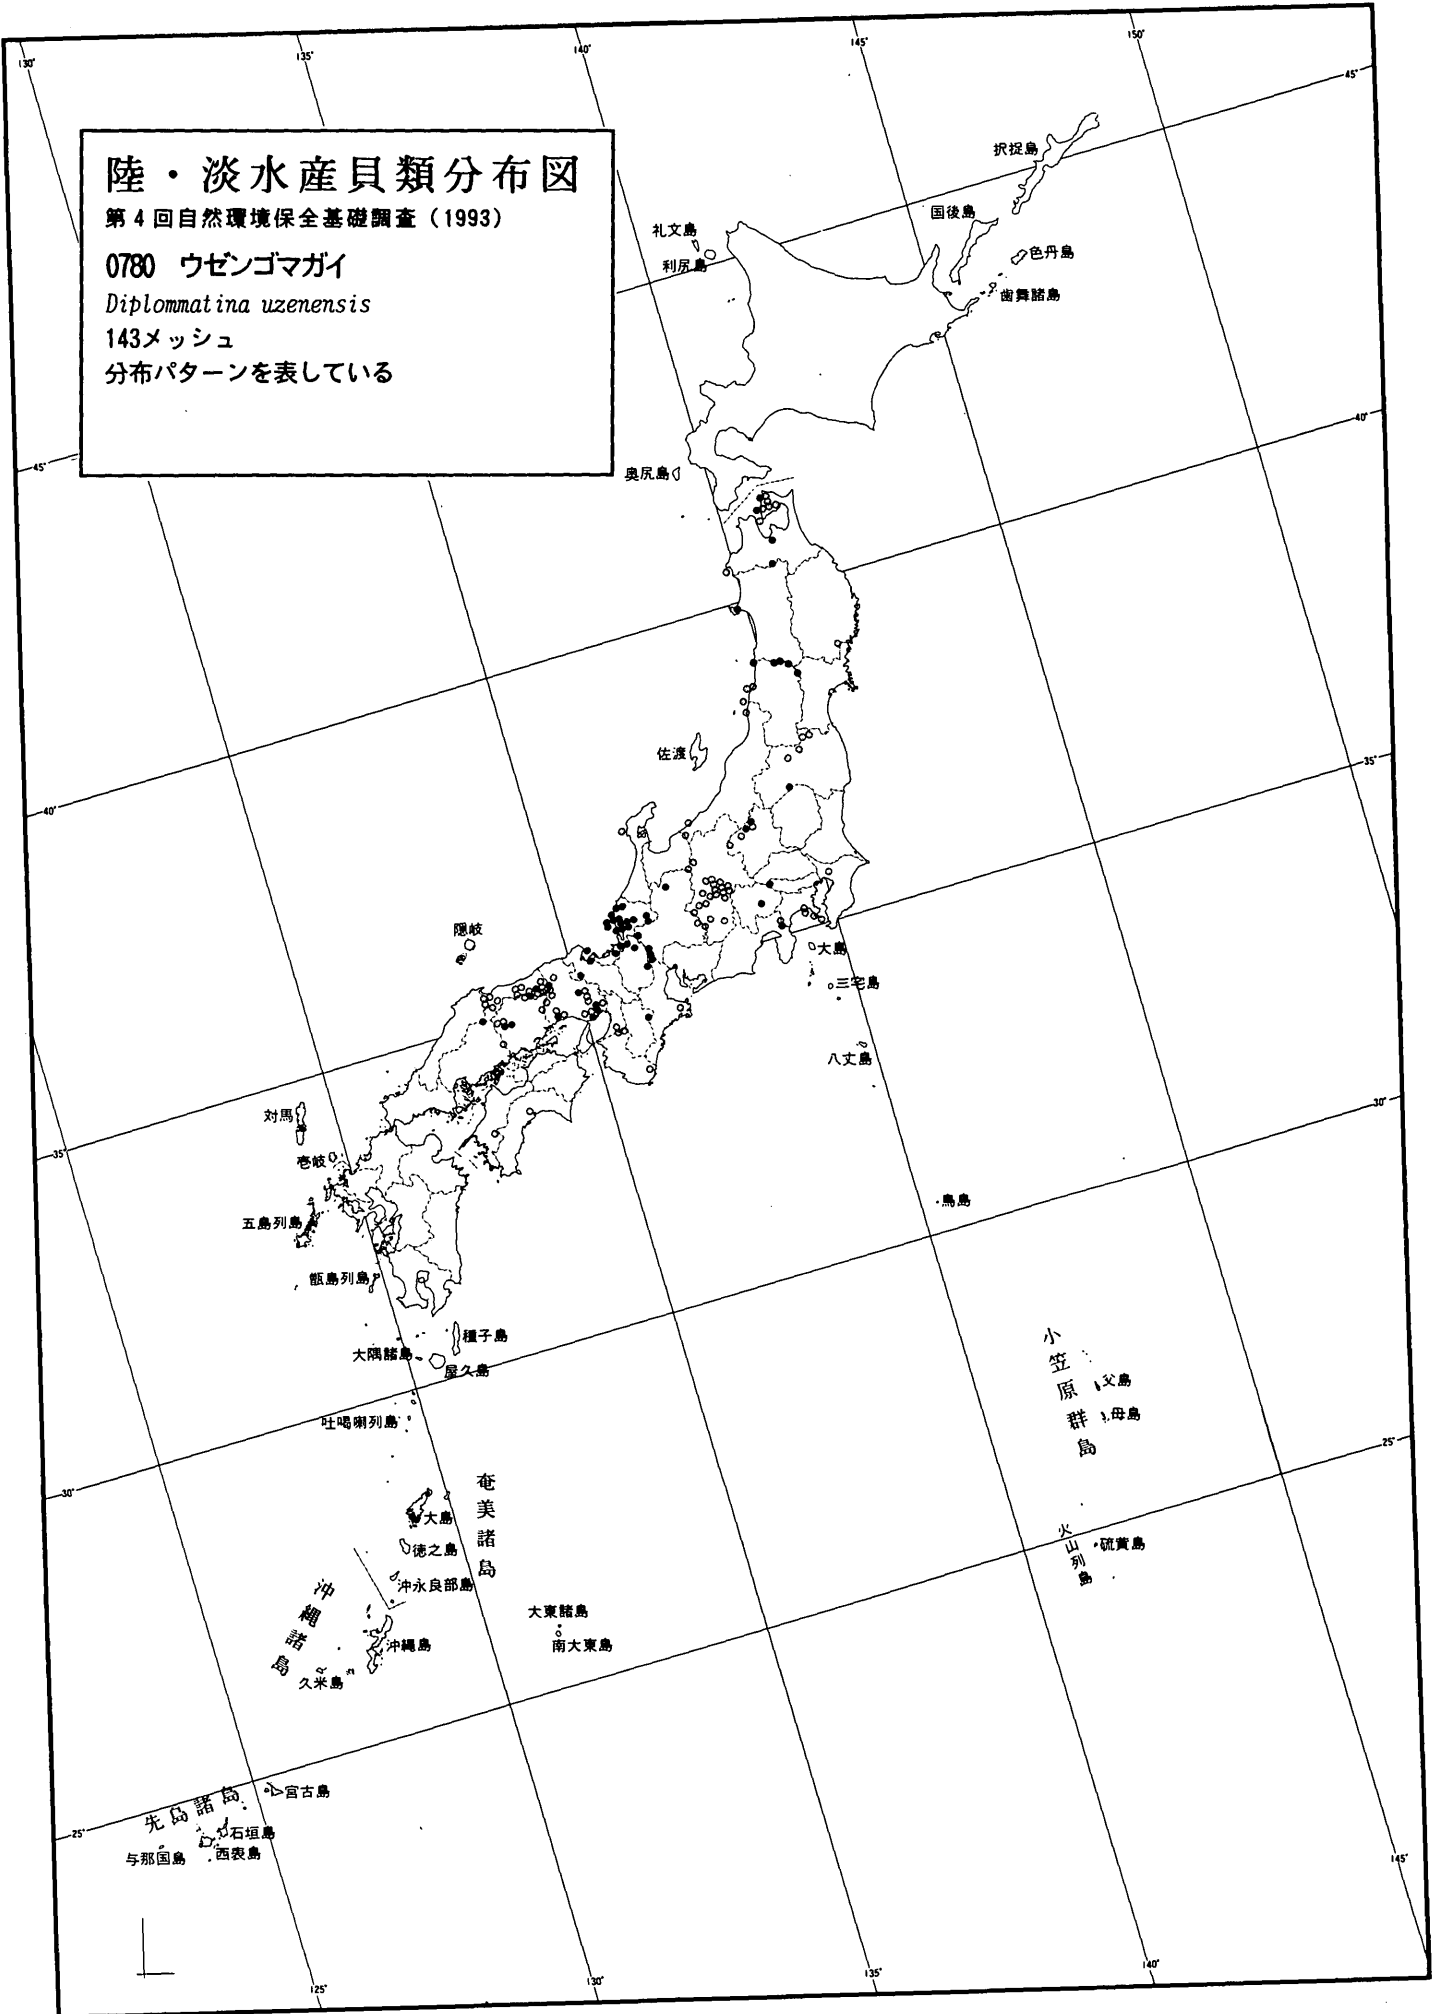 130°
135°
140°
145°
150°
45°
陸・淡水産貝類分布図
第4回自然環境保全基礎調査（1993）
0780 ウゼンゴマガイ
Diplommatina uzenensis
143メッシュ
分布パターンを表している
択捉島
国後島
色丹島
歯舞諸島
礼文島
利尻島
40°
45°
奥尻島
佐渡
35°
40°
隠岐
大島
三宅島
八丈島
対馬
壱岐
30°
35°
五島列島
鳥島
甑島列島
種子島
大隅諸島
屋久島
吐喝喇列島
小笠原群島
父島
母島
25°
30°
奄美諸島
大島
徳之島
沖永良部島
火山列島
硫黄島
沖縄諸島
沖縄島
久米島
大東諸島
南大東島
先島諸島
宮古島
石垣島
西表島
与那国島
25°
145°
125°
130°
135°
140°